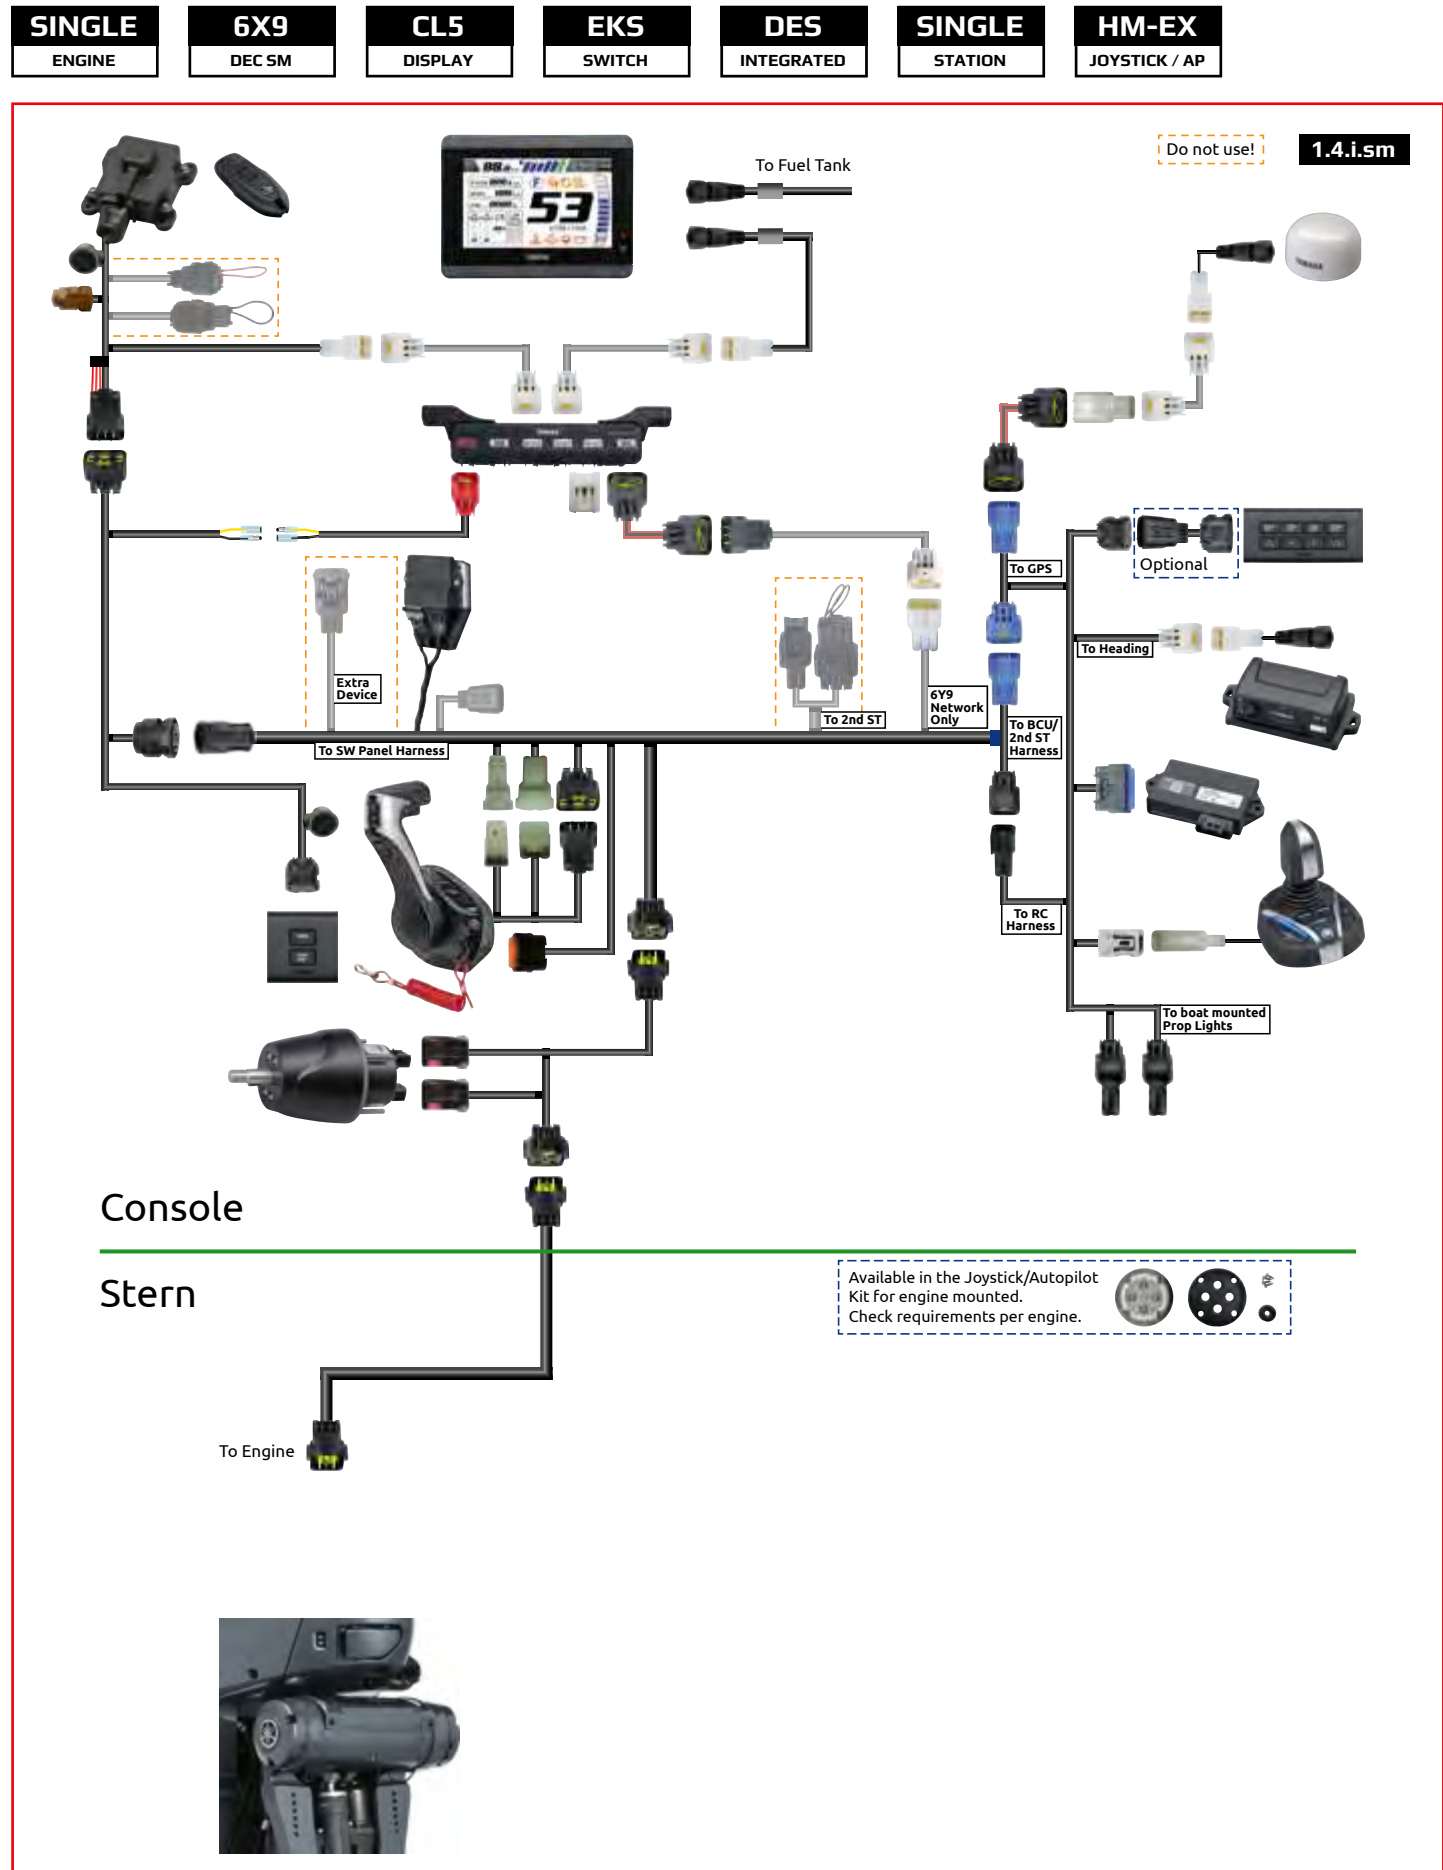 SINGLE
ENGINE
6X9
DEC SM
CL5
DISPLAY
EKS
SWITCH
DES
INTEGRATED
SINGLE
STATION
HM-EX
JOYSTICK / AP
Do not use!
1.4.i.sm
To Fuel Tank
53
YAMAHA
To GPS
Optional
To Heading
Extra
Device
6Y9
Network
Only
To 2nd ST
To BCU/
2nd ST
Harness
To SW Panel Harness
To RC
Harness
To boat mounted
Prop Lights
Console
Stern
Available in the Joystick/Autopilot
Kit for engine mounted.
Check requirements per engine.
To Engine